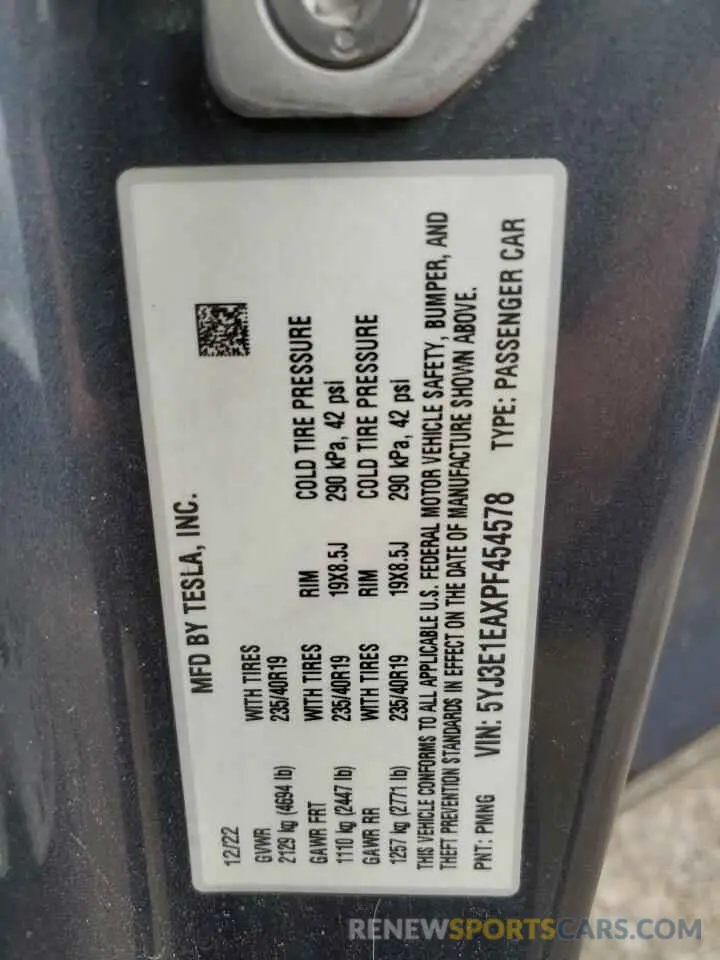 MFD BY TESLA, INC.
12/22
GVWR WITH TIRES
2129 kg (4694 lb) 235/40R19
GAWR FRT WITH TIRES RIM COLD TIRE PRESSURE
1110 kg (2447 lb) 235/40R19 19X8.5J 290 kPa, 42 psi
GAWR RR WITH TIRES RIM COLD TIRE PRESSURE
1257 kg (2771 lb) 235/40R19 19X8.5J 290 kPa, 42 psi
THIS VEHICLE CONFORMS TO ALL APPLICABLE U.S. FEDERAL MOTOR VEHICLE SAFETY, BUMPER, AND
THEFT PREVENTION STANDARDS IN EFFECT ON THE DATE OF MANUFACTURE SHOWN ABOVE.
PNT: PMNG VIN: 5YJ3E1EAXPF454578 TYPE: PASSENGER CAR
RENEWSPORTSCARS.COM